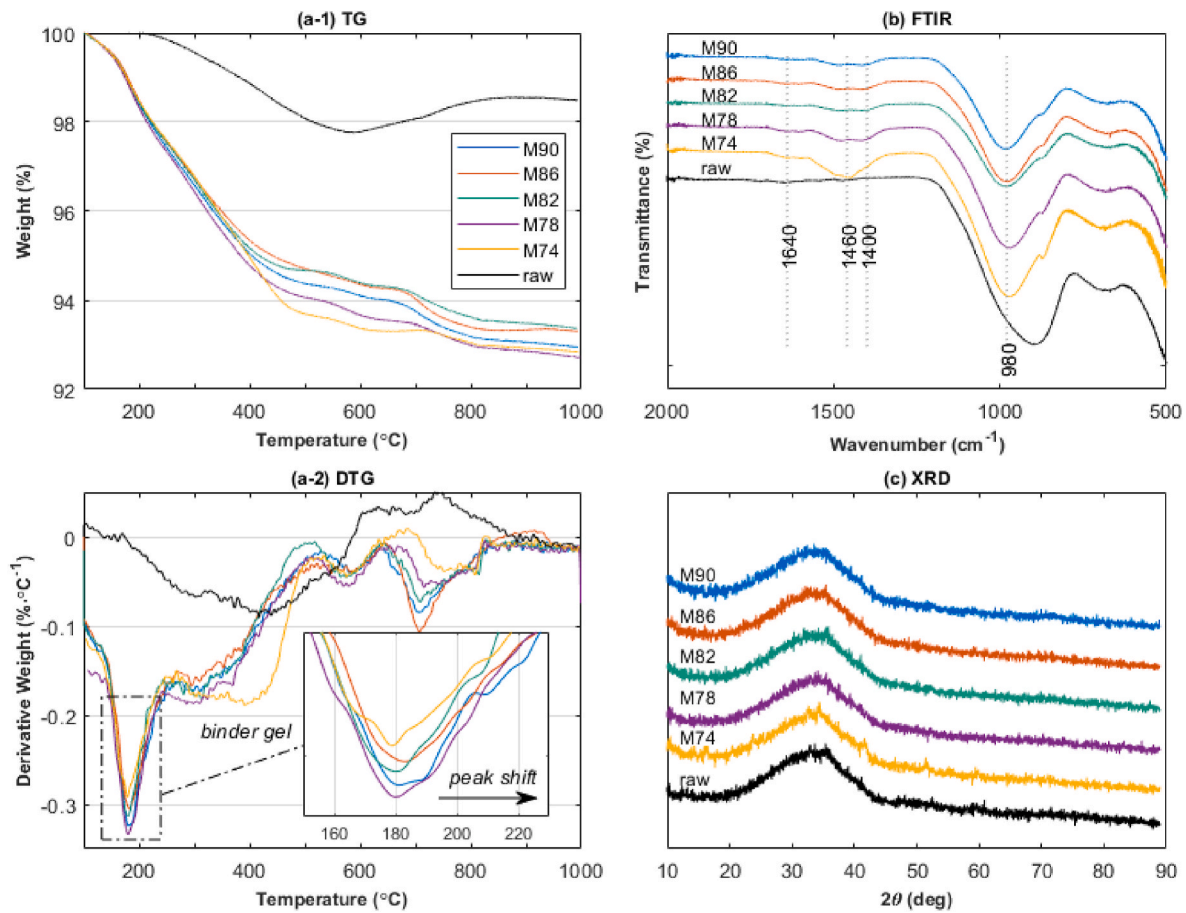 (a-1) TG
100
98
96
94
92
Weight (%)
M90
M86
M82
M78
M74
raw
200
400
600
800
1000
Temperature (°C)
(b) FTIR
Transmittance (%)
M90
M86
M82
M78
M74
raw
1640
1460
1400
980
2000
1500
1000
500
Wavenumber (cm⁻¹)
(a-2) DTG
0
-0.1
-0.2
-0.3
Derivative Weight (%·°C⁻¹)
binder gel
peak shift
160
180
200
220
200
400
600
800
1000
Temperature (°C)
(c) XRD
M90
M86
M82
M78
M74
raw
10
20
30
40
50
60
70
80
90
2θ (deg)